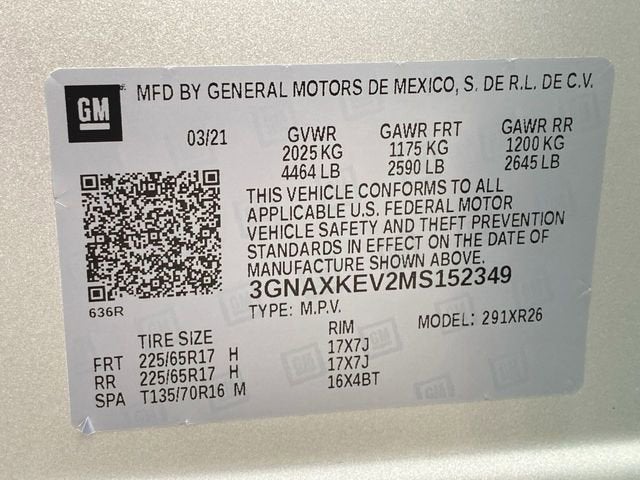 GM
MFD BY GENERAL MOTORS DE MEXICO, S. DE R.L. DE C.V.
03/21 GVWR GAWR FRT GAWR RR
2025 KG 1175 KG 1200 KG
4464 LB 2590 LB 2645 LB
THIS VEHICLE CONFORMS TO ALL
APPLICABLE U.S. FEDERAL MOTOR
VEHICLE SAFETY AND THEFT PREVENTION
STANDARDS IN EFFECT ON THE DATE OF
MANUFACTURE SHOWN ABOVE.
3GNAXKEV2MS152349
636R
TYPE: M.P.V. MODEL: 291XR26
TIRE SIZE RIM
FRT 225/65R17 H 17X7J
RR 225/65R17 H 17X7J
SPA T135/70R16 M 16X4BT